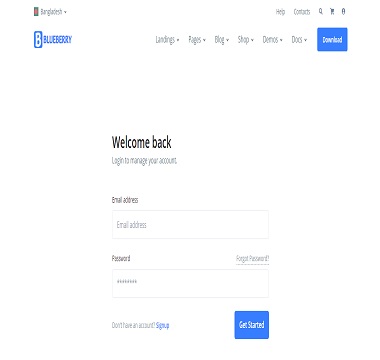 Bangladesh Help Contacts
BLUEBERRY Landings Pages Blog Shop Demos Docs Download
Welcome back
Login to manage your account.
Email address
Email address
Password Forgot Password?
********
Don't have an account? Signup Get Started